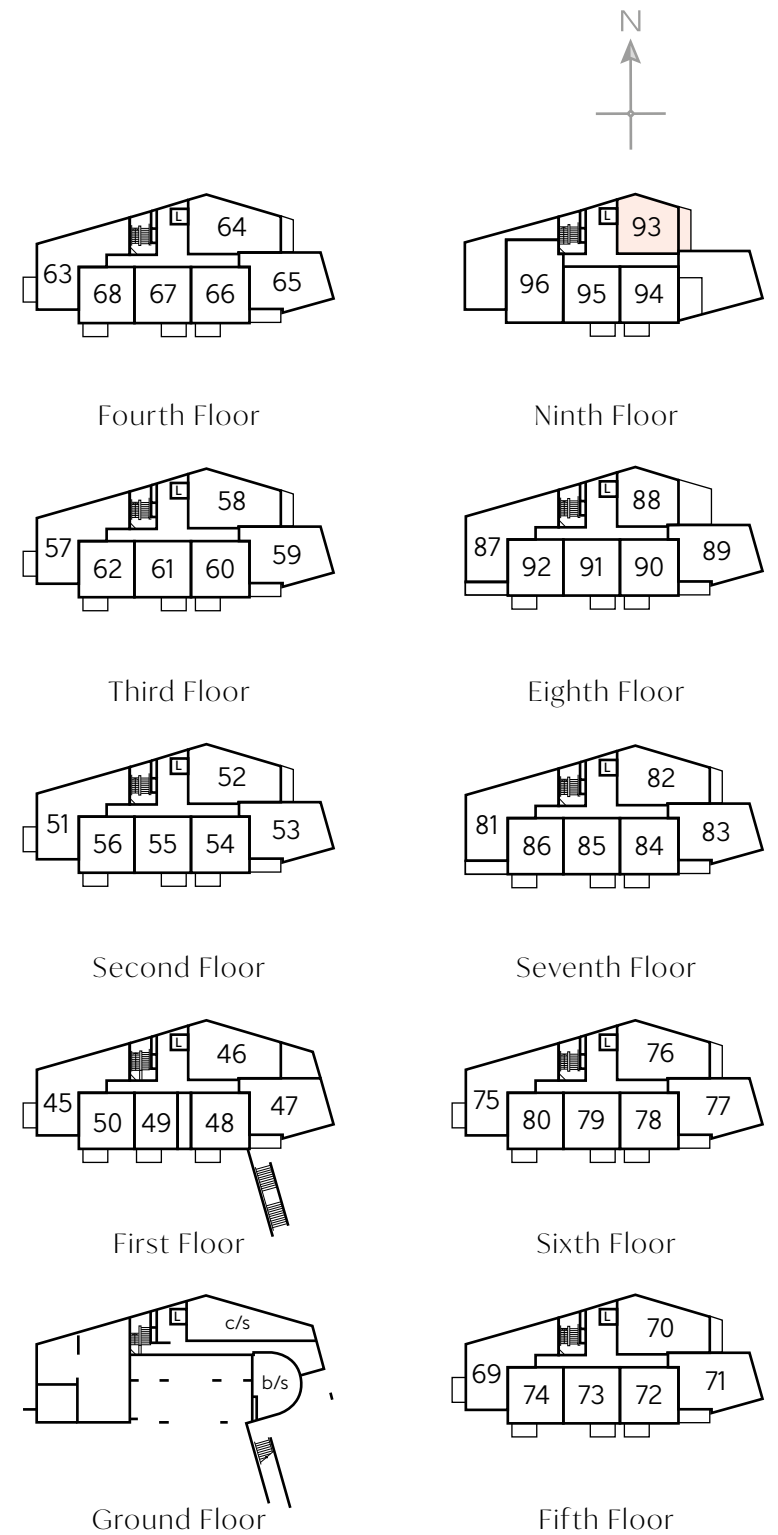 N
L
64
63
65
68 67 66
Fourth Floor
L
93
96
95 94
Ninth Floor
L
58
57
59
62 61 60
Third Floor
L
88
87
89
92 91 90
Eighth Floor
L
52
51
53
56 55 54
Second Floor
L
82
81
83
86 85 84
Seventh Floor
L
46
45
47
50 49 48
First Floor
L
76
75
77
80 79 78
Sixth Floor
L
c/s
b/s
Ground Floor
L
70
69
71
74 73 72
Fifth Floor